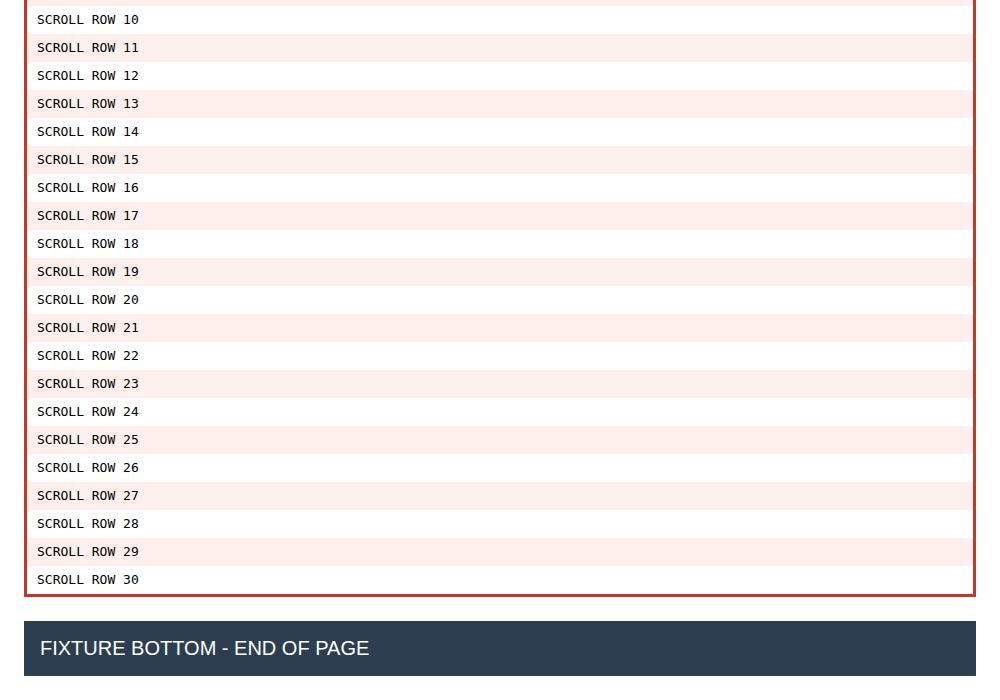 SCROLL ROW 10
SCROLL ROW 11
SCROLL ROW 12
SCROLL ROW 13
SCROLL ROW 14
SCROLL ROW 15
SCROLL ROW 16
SCROLL ROW 17
SCROLL ROW 18
SCROLL ROW 19
SCROLL ROW 20
SCROLL ROW 21
SCROLL ROW 22
SCROLL ROW 23
SCROLL ROW 24
SCROLL ROW 25
SCROLL ROW 26
SCROLL ROW 27
SCROLL ROW 28
SCROLL ROW 29
SCROLL ROW 30
FIXTURE BOTTOM - END OF PAGE